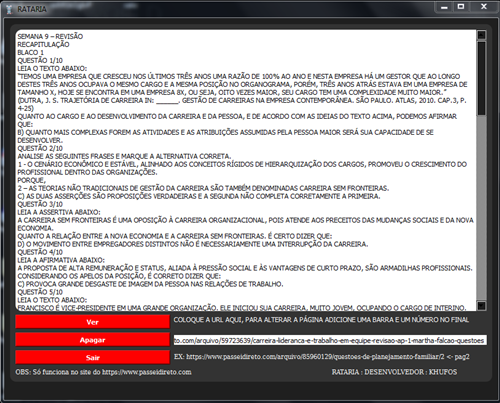 RATARIA
SEMANA 9 – REVISÃO
RECAPITULAÇÃO
BLACO 1
QUESTÃO 1/10
LEIA O TEXTO ABAIXO:
"TEMOS UMA EMPRESA QUE CRESCEU NOS ÚLTIMOS TRÊS ANOS UMA RAZÃO DE 100% AO ANO E NESTA EMPRESA HÁ UM GESTOR QUE AO LONGO
DESTES TRÊS ANOS OCUPAVA O MESMO CARGO E A MESMA POSIÇÃO NO ORGANOGRAMA, PORÉM, TRÊS ANOS ATRÁS ESTAVA EM UMA EMPRESA DE
TAMANHO X, HOJE SE ENCONTRA EM UMA EMPRESA 8X, OU SEJA, OITO VEZES MAIOR, SEU CARGO TEM UMA COMPLEXIDADE MUITO MAIOR."
(DUTRA, J. S. TRAJETÓRIA DE CARREIRA IN: ______. GESTÃO DE CARREIRAS NA EMPRESA CONTEMPORÂNEA. SÃO PAULO. ATLAS, 2010. CAP.3, P.
4-25)
QUANTO AO CARGO E AO DESENVOLVIMENTO DA CARREIRA E DA PESSOA, E DE ACORDO COM AS IDEIAS DO TEXTO ACIMA, PODEMOS AFIRMAR
QUE:
B) QUANTO MAIS COMPLEXAS FOREM AS ATIVIDADES E AS ATRIBUIÇÕES ASSUMIDAS PELA PESSOA MAIOR SERÁ SUA CAPACIDADE DE SE
DESENVOLVER.
QUESTÃO 2/10
ANALISE AS SEGUINTES FRASES E MARQUE A ALTERNATIVA CORRETA.
1 - O CENÁRIO ECONÔMICO E ESTÁVEL, ALINHADO AOS CONCEITOS RÍGIDOS DE HIERARQUIZAÇÃO DOS CARGOS, PROMOVEU O CRESCIMENTO DO
PROFISSIONAL DENTRO DAS ORGANIZAÇÕES.
PORQUE,
2 – AS TEORIAS NÃO TRADICIONAIS DE GESTÃO DA CARREIRA SÃO TAMBÉM DENOMINADAS CARREIRA SEM FRONTEIRAS.
C) AS DUAS ASSERÇÕES SÃO PROPOSIÇÕES VERDADEIRAS E A SEGUNDA NÃO COMPLETA CORRETAMENTE A PRIMEIRA.
QUESTÃO 3/10
LEIA A ASSERTIVA ABAIXO:
A CARREIRA SEM FRONTEIRAS É UMA OPOSIÇÃO À CARREIRA ORGANIZACIONAL, POIS ATENDE AOS PRECEITOS DAS MUDANÇAS SOCIAIS E DA NOVA
ECONOMIA.
QUANTO A RELAÇÃO ENTRE A NOVA ECONOMIA E A CARREIRA SEM FRONTEIRAS. É CERTO DIZER QUE:
D) O MOVIMENTO ENTRE EMPREGADORES DISTINTOS NÃO É NECESSARIAMENTE UMA INTERRUPÇÃO DA CARREIRA.
QUESTÃO 4/10
LEIA A AFIRMATIVA ABAIXO:
A PROPOSTA DE ALTA REMUNERAÇÃO E STATUS, ALIADA À PRESSÃO SOCIAL E ÀS VANTAGENS DE CURTO PRAZO, SÃO ARMADILHAS PROFISSIONAIS.
CONSIDERANDO OS APELOS DA POSIÇÃO, É CORRETO DIZER QUE:
C) PROVOCA GRANDE DESGASTE DE IMAGEM DA PESSOA NAS RELAÇÕES DE TRABALHO.
QUESTÃO 5/10
LEIA O TEXTO ABAIXO:
FRANCISCO É VICE-PRESIDENTE EM UMA GRANDE ORGANIZAÇÃO. ELE INICIOU SUA CARREIRA, MUITO JOVEM, OCUPANDO O CARGO DE INTERINO.
Ver
COLOQUE A URL AQUI, PARA ALTERAR A PÁGINA ADICIONE UMA BARRA E UM NÚMERO NO FINAL
Apagar
to.com/arquivo/59723639/carreira-lideranca-e-trabalho-em-equipe-revisao-ap-1-martha-falcao-questoes
Sair
EX: https://www.passeidireto.com/arquivo/85960129/questoes-de-planejamento-familiar/2 <- pag2
OBS: Só funciona no site do https://www.passeidireto.com
RATARIA : DESENVOLVEDOR : KHUFOS